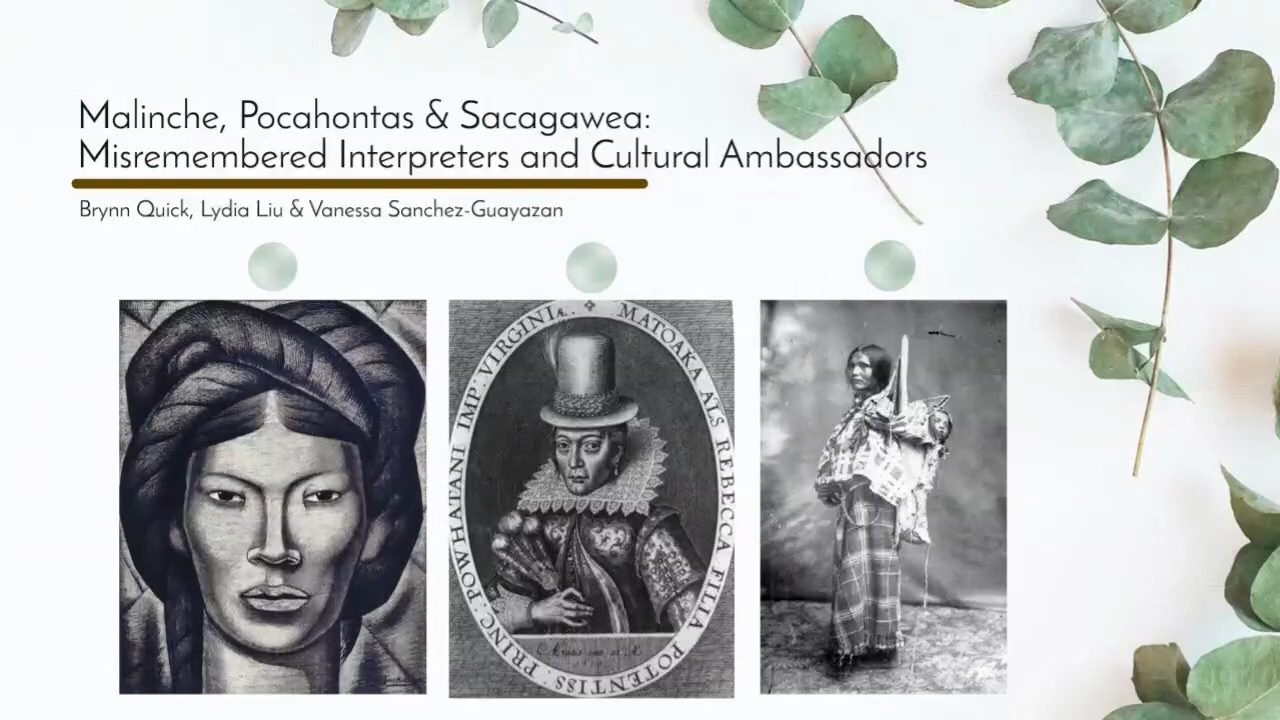 Malinche, Pocahontas & Sacagawea:
Misremembered Interpreters and Cultural Ambassadors
Brynn Quick, Lydia Liu & Vanessa Sanchez-Guayazan
MATOAKA ALS REBECCA FILIA POTENTISS: PRINC: POWHATANI IMP: VIRGINIÆ.